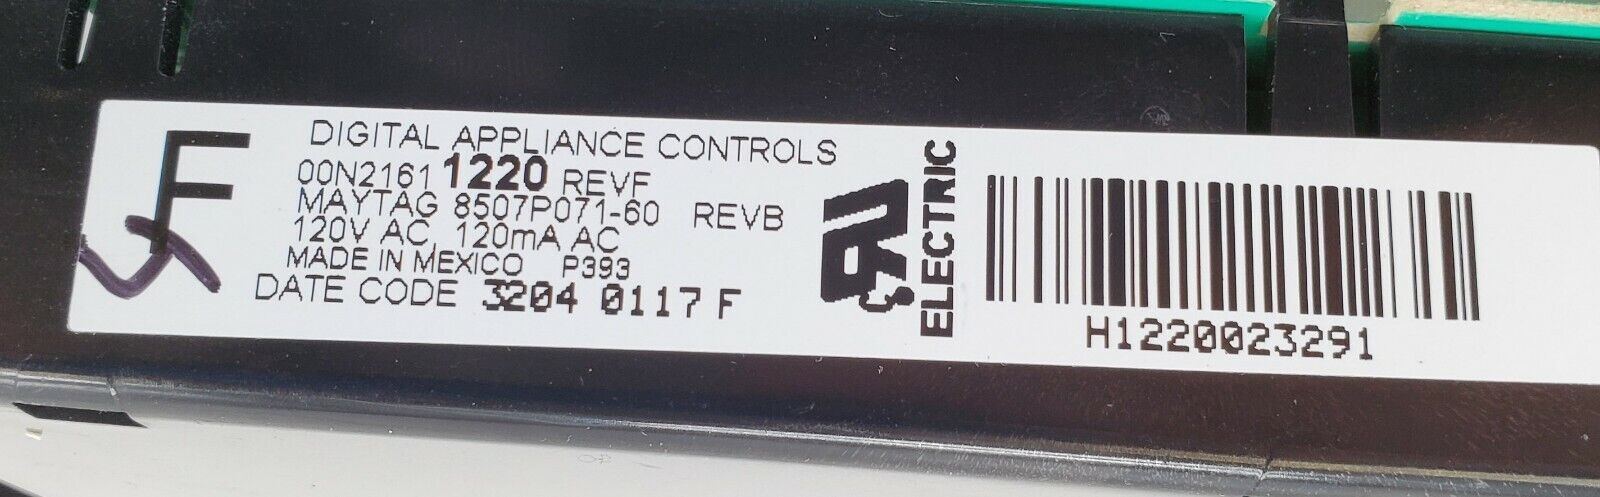 F
DIGITAL APPLIANCE CONTROLS
00N2161 1220 REVF
MAYTAG 8507P071-60 REVB
120V AC, 120mA AC
MADE IN MEXICO P393
DATE CODE 3204 0117 F
ELECTRIC
H1220023291